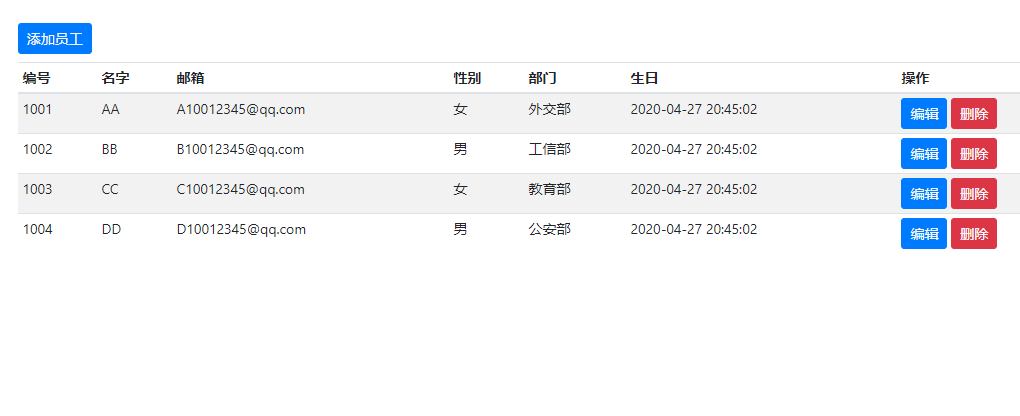 添加员工
编号 名字 邮箱 性别 部门 生日 操作
1001 AA A10012345@qq.com 女 外交部 2020-04-27 20:45:02 编辑 删除
1002 BB B10012345@qq.com 男 工信部 2020-04-27 20:45:02 编辑 删除
1003 CC C10012345@qq.com 女 教育部 2020-04-27 20:45:02 编辑 删除
1004 DD D10012345@qq.com 男 公安部 2020-04-27 20:45:02 编辑 删除